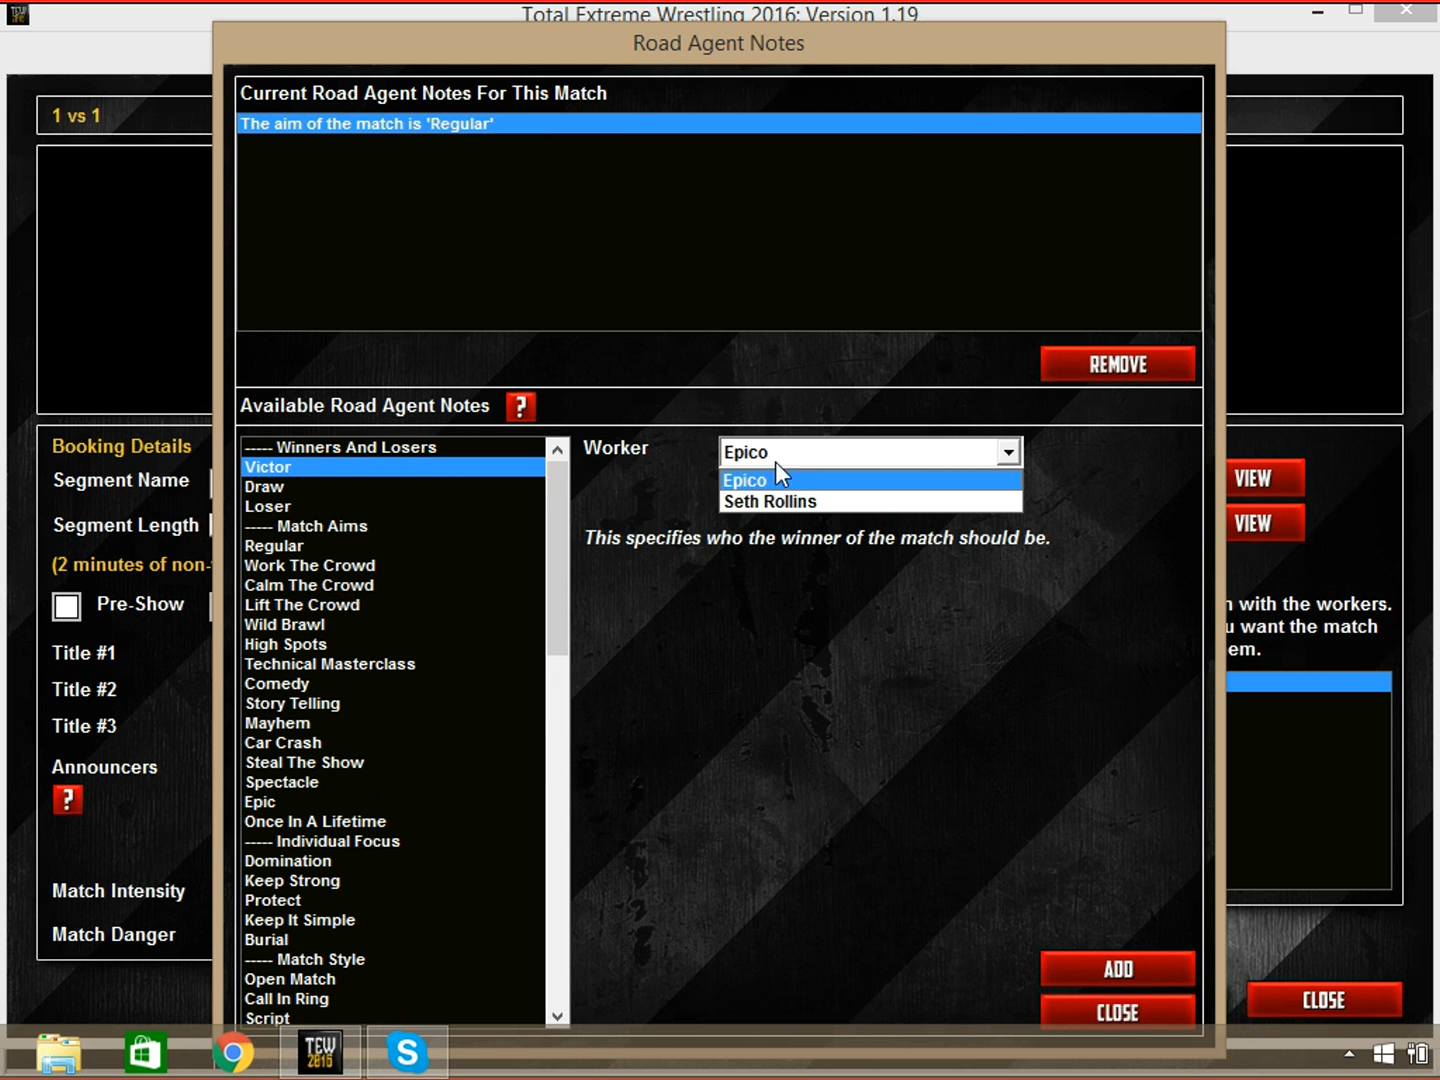 Total Extreme Wrestling 2016: Version 1.19
Road Agent Notes
Current Road Agent Notes For This Match
The aim of the match is 'Regular'
1 vs 1
REMOVE
Available Road Agent Notes ?
----- Winners And Losers
Victor
Draw
Loser
----- Match Aims
Regular
Work The Crowd
Calm The Crowd
Lift The Crowd
Wild Brawl
High Spots
Technical Masterclass
Comedy
Story Telling
Mayhem
Car Crash
Steal The Show
Spectacle
Epic
Once In A Lifetime
----- Individual Focus
Domination
Keep Strong
Protect
Keep It Simple
Burial
----- Match Style
Open Match
Call In Ring
Script
Worker
Epico
Epico
Seth Rollins
This specifies who the winner of the match should be.
ADD
CLOSE
Booking Details
Segment Name
Segment Length
(2 minutes of non-
Pre-Show
Title #1
Title #2
Title #3
Announcers
?
Match Intensity
Match Danger
VIEW
VIEW
with the workers.
want the match
em.
CLOSE
TEW
2016
S